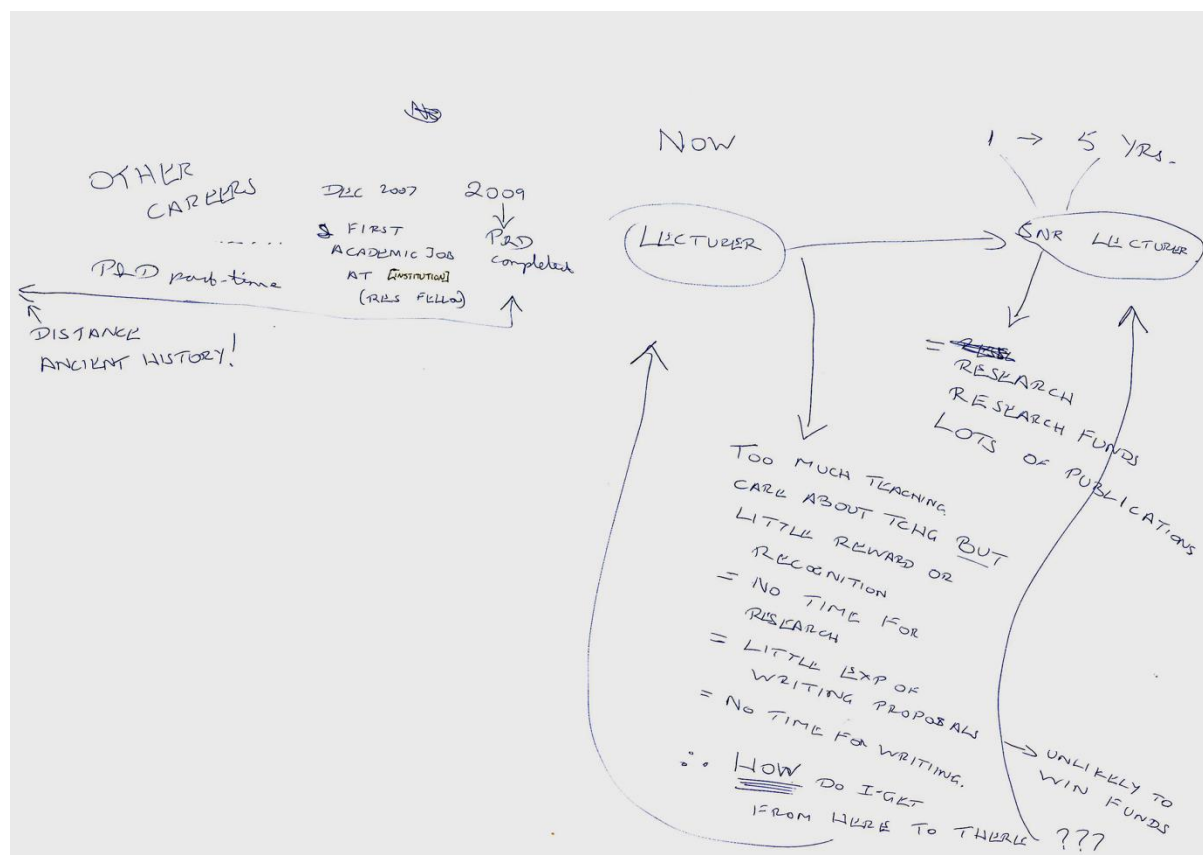 OTHER
CAREERS
......
PhD part-time
DISTANCE
ANCIENT HISTORY!
DEC 2007
FIRST
ACADEMIC JOB
AT [INSTITUTION]
(RES FELLO)
2009
PhD
completed
NOW
LECTURER
1 → 5 YRS.
SNR LECTURER
=
RESEARCH
RESEARCH FUNDS
LOTS OF PUBLICATIONS
TOO MUCH TEACHING.
CARE ABOUT TCHG BUT
LITTLE REWARD OR
RECOGNITION
= NO TIME FOR
RESEARCH
= LITTLE EXP OF
WRITING PROPOSALS
→ UNLIKELY TO
WIN FUNDS
= NO TIME FOR WRITING.
∴ HOW DO I GET
FROM HERE TO THERE ???